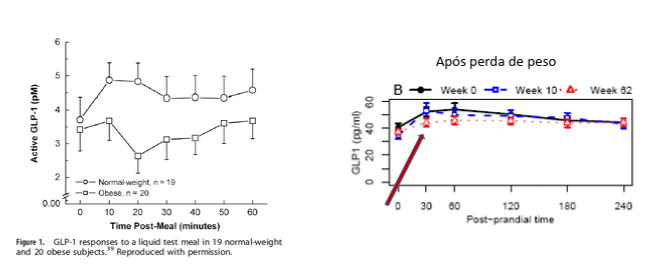 6
5
4
3
2
0.00
Active GLP-1 (pM)
Normal-weight, n = 19
Obese, n = 20
0 10 20 30 40 50 60
Time Post-Meal (minutes)
Figure 1. GLP-1 responses to a liquid test meal in 19 normal-weight
and 20 obese subjects.39 Reproduced with permission.
Após perda de peso
B Week 0 Week 10 Week 62
60
40
20
0
GLP1 (pg/ml)
0 30 60 120 180 240
Post-prandial time